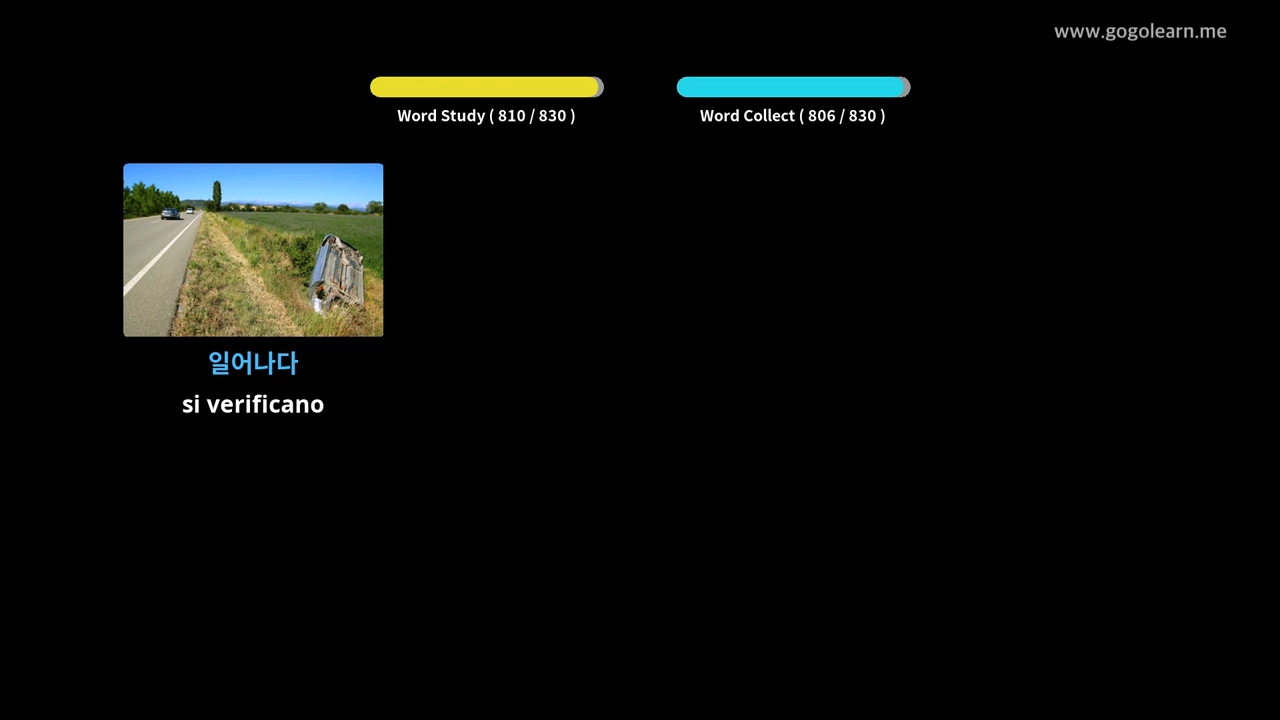 www.gogolearn.me
Word Study ( 810 / 830 )
Word Collect ( 806 / 830 )
일어나다
si verificano